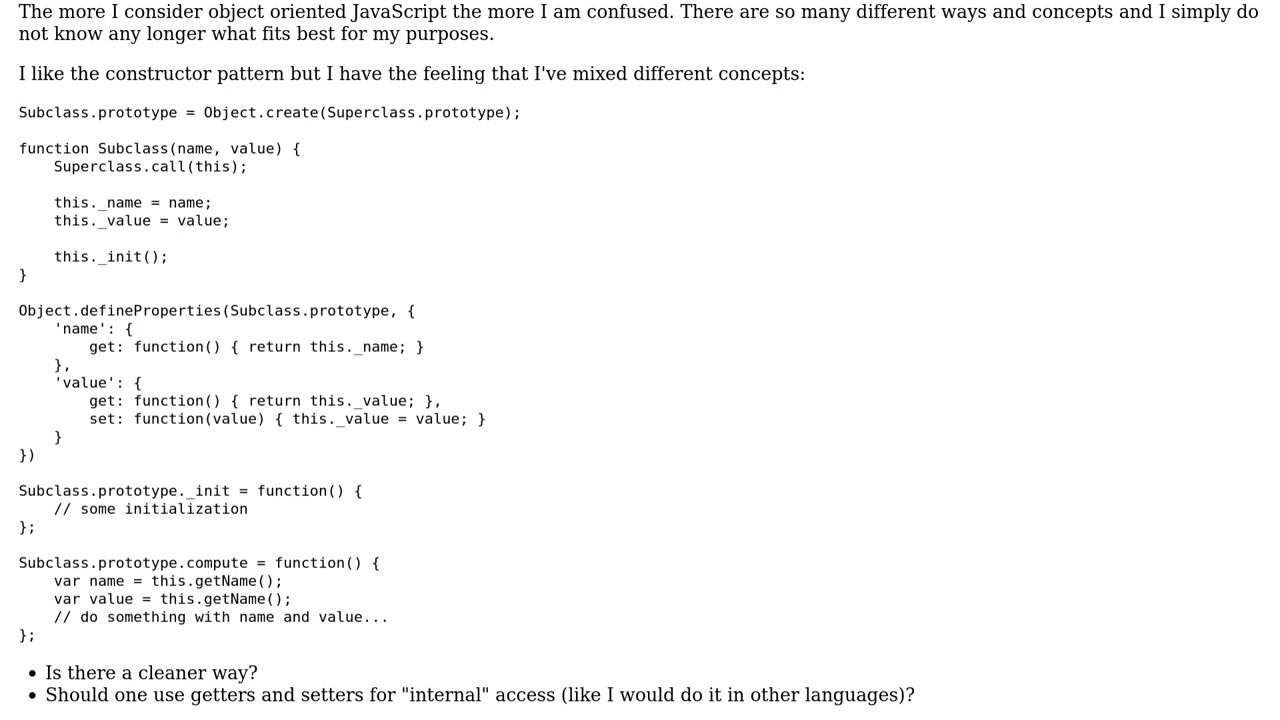 The more I consider object oriented JavaScript the more I am confused. There are so many different ways and concepts and I simply do
not know any longer what fits best for my purposes.
I like the constructor pattern but I have the feeling that I've mixed different concepts:
Subclass.prototype = Object.create(Superclass.prototype);
function Subclass(name, value) {
    Superclass.call(this);
    this._name = name;
    this._value = value;
    this._init();
}
Object.defineProperties(Subclass.prototype, {
    'name': {
        get: function() { return this._name; }
    },
    'value': {
        get: function() { return this._value; },
        set: function(value) { this._value = value; }
    }
})
Subclass.prototype._init = function() {
    // some initialization
};
Subclass.prototype.compute = function() {
    var name = this.getName();
    var value = this.getName();
    // do something with name and value...
};
• Is there a cleaner way?
• Should one use getters and setters for "internal" access (like I would do it in other languages)?